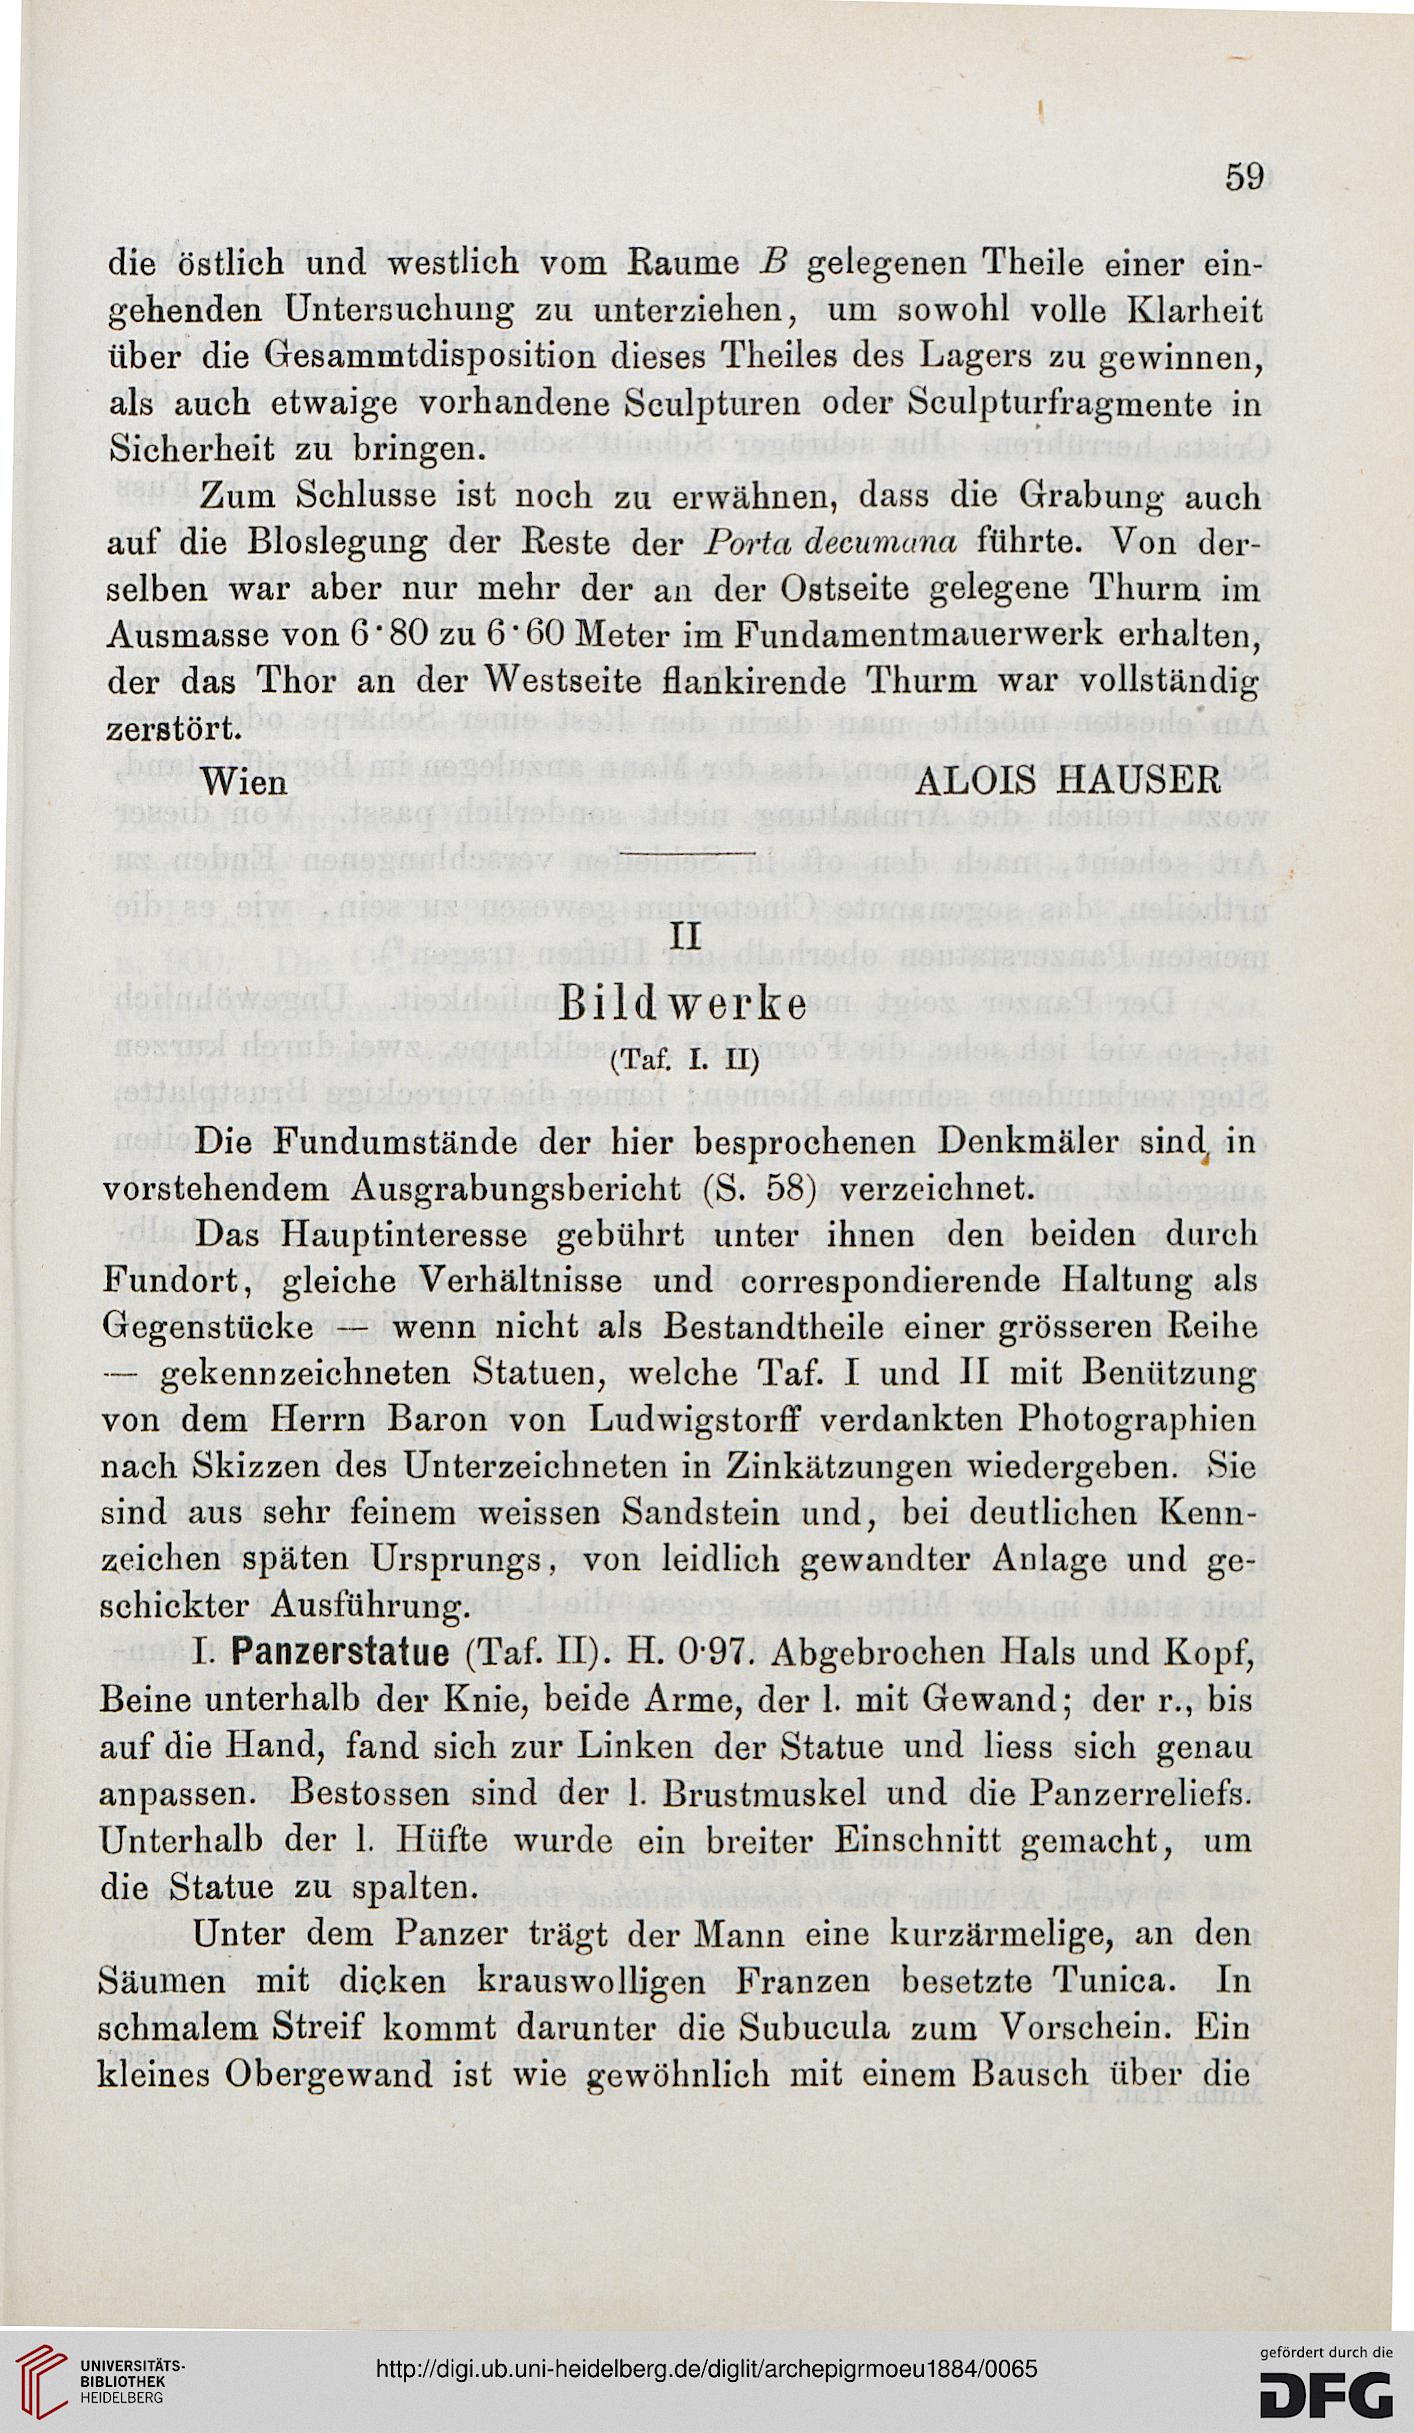 59
die östlich und westlich vom Raume B gelegenen Theile einer ein-
gehenden Untersuchung zu unterziehen, um sowohl volle Klarheit
über die Gesammtdisposition dieses Theiles des Lagers zu gewinnen,
als auch etwaige vorhandene Sculpturen oder Sculpturfragmente in
Sicherheit zu bringen.
Zum Schlusse ist noch zu erwähnen, dass die Grabung auch
auf die Bloslegung der Reste der Porta decumana führte. Von der-
selben war aber nur mehr der an der Ostseite gelegene Thurm im
Ausmasse von 6·80 zu 6·60 Meter im Fundamentmauerwerk erhalten,
der das Thor an der Westseite flankirende Thurm war vollständig
zerstört.
Wien ALOIS HAUSER
II
Bildwerke
(Taf. I. II)
Die Fundumstände der hier besprochenen Denkmäler sind in
vorstehendem Ausgrabungsbericht (S. 58) verzeichnet.
Das Hauptinteresse gebührt unter ihnen den beiden durch
Fundort, gleiche Verhältnisse und correspondierende Haltung als
Gegenstücke — wenn nicht als Bestandtheile einer grösseren Reihe
— gekennzeichneten Statuen, welche Taf. I und II mit Benützung
von dem Herrn Baron von Ludwigstorff verdankten Photographien
nach Skizzen des Unterzeichneten in Zinkätzungen wiedergeben. Sie
sind aus sehr feinem weissen Sandstein und, bei deutlichen Kenn-
zeichen späten Ursprungs, von leidlich gewandter Anlage und ge-
schickter Ausführung.
I. Panzerstatue (Taf. II). H. 0·97. Abgebrochen Hals und Kopf,
Beine unterhalb der Knie, beide Arme, der l. mit Gewand; der r., bis
auf die Hand, fand sich zur Linken der Statue und liess sich genau
anpassen. Bestossen sind der l. Brustmuskel und die Panzerreliefs.
Unterhalb der l. Hüfte wurde ein breiter Einschnitt gemacht, um
die Statue zu spalten.
Unter dem Panzer trägt der Mann eine kurzärmelige, an den
Säumen mit dicken krauswolligen Franzen besetzte Tunica. In
schmalem Streif kommt darunter die Subucula zum Vorschein. Ein
kleines Obergewand ist wie gewöhnlich mit einem Bausch über die
UNIVERSITÄTS-
BIBLIOTHEK
HEIDELBERG
http://digi.ub.uni-heidelberg.de/diglit/archepigrmoeu1884/0065
gefördert durch die
DFG